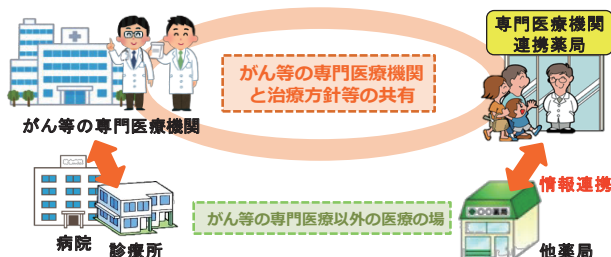 専門医療機関
連携薬局
がん等の専門医療機関
と治療方針等の共有
がん等の専門医療機関
情報連携
○○薬局
がん等の専門医療以外の医療の場
病院
診療所
他薬局